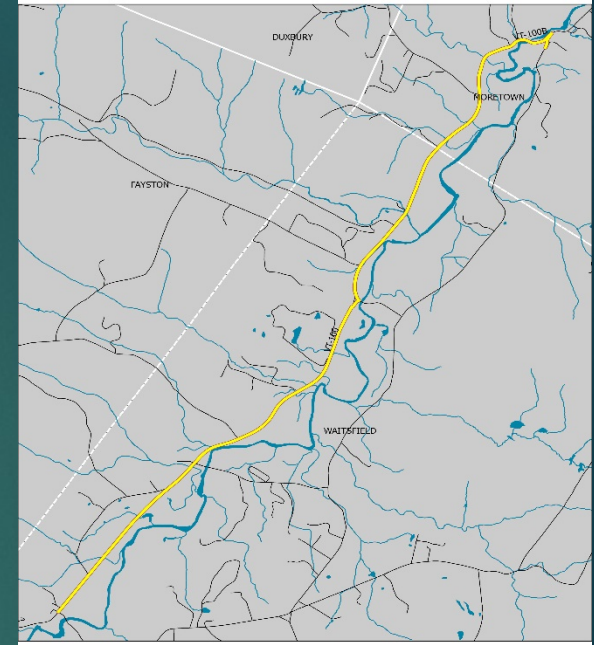 DUXBURY
VT-100B
MORETOWN
FAYSTON
VT-100
WAITSFIELD